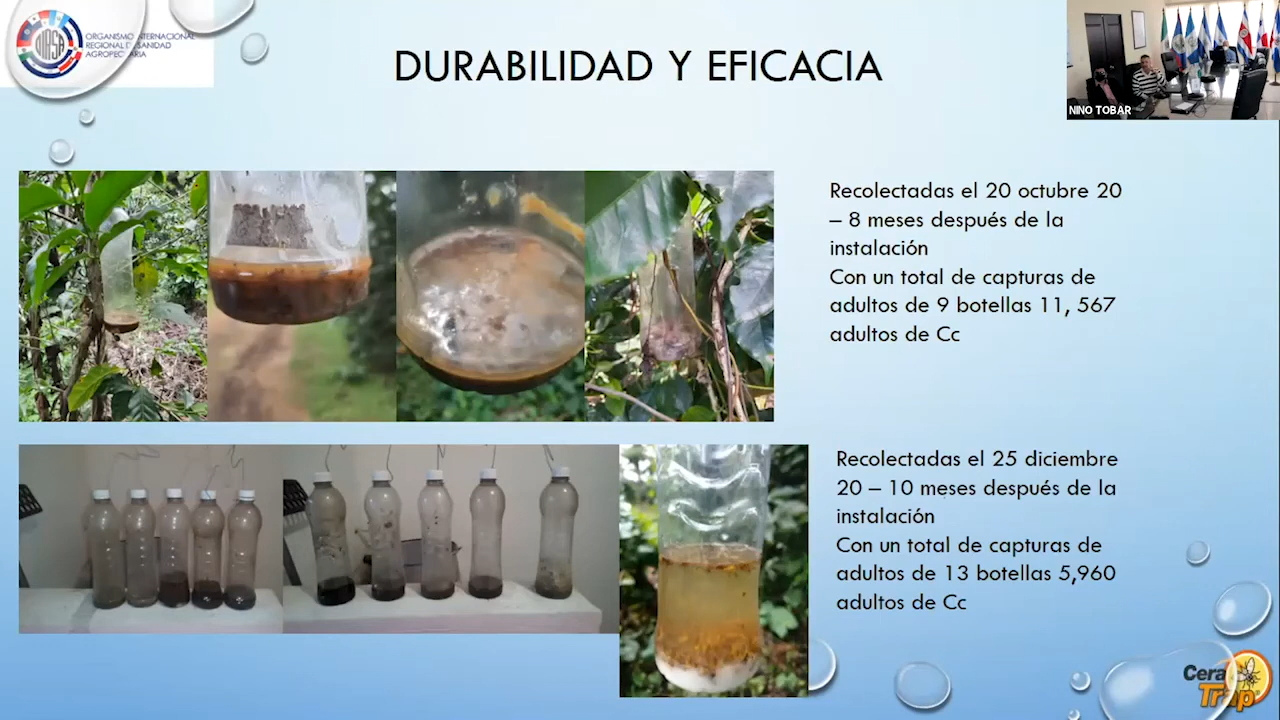 ORGANISMO INTERNACIONAL
REGIONAL DE SANIDAD
AGROPECUARIA
OIRSA
DURABILIDAD Y EFICACIA
NINO TOBAR
Recolectadas el 20 octubre 20
– 8 meses después de la
instalación
Con un total de capturas de
adultos de 9 botellas 11, 567
adultos de Cc
Recolectadas el 25 diciembre
20 – 10 meses después de la
instalación
Con un total de capturas de
adultos de 13 botellas 5,960
adultos de Cc
Cera
Trap